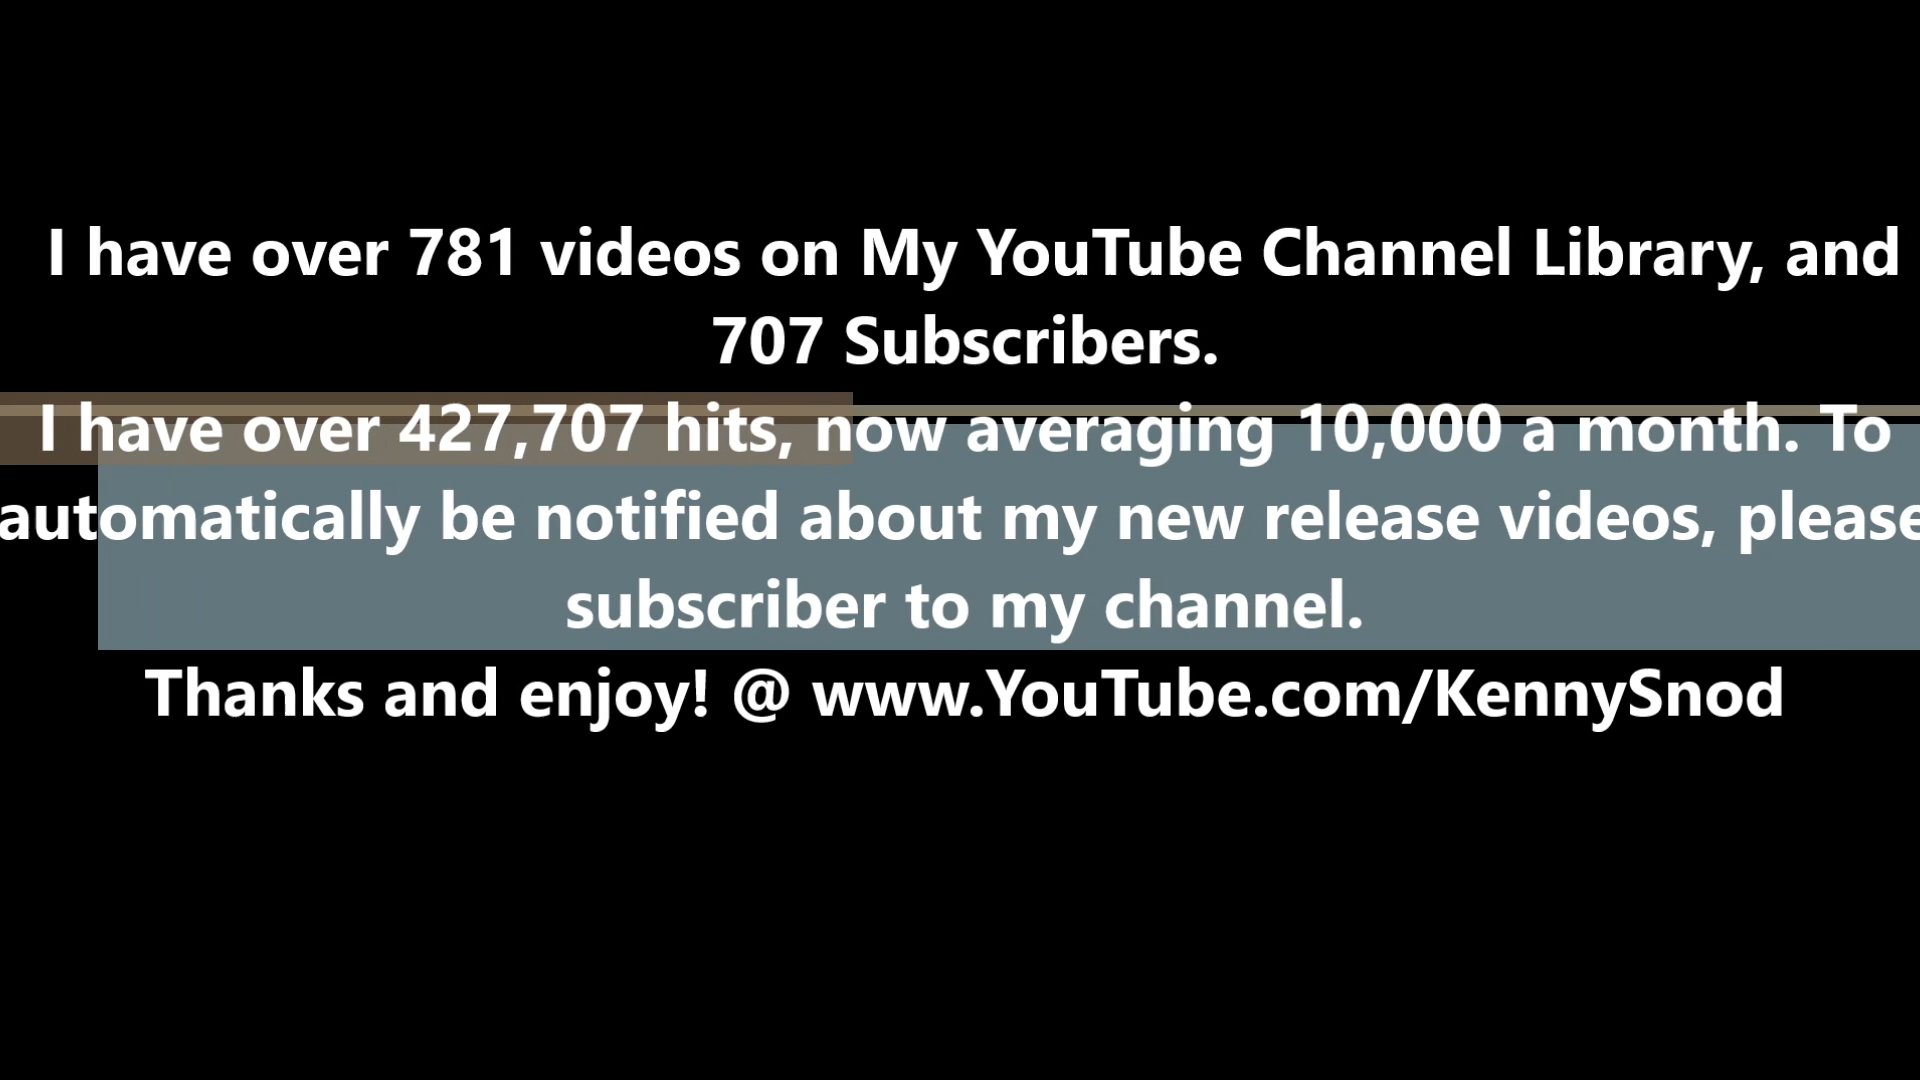 I have over 781 videos on My YouTube Channel Library, and
707 Subscribers.
I have over 427,707 hits, now averaging 10,000 a month. To
automatically be notified about my new release videos, please
subscriber to my channel.
Thanks and enjoy! @ www.YouTube.com/KennySnod